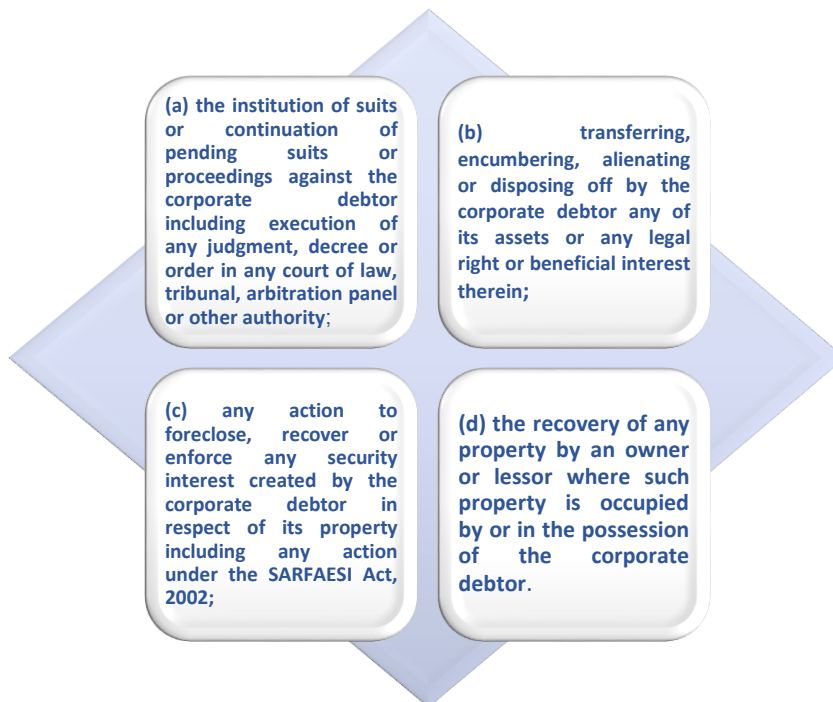 (a) the institution of suits
or continuation of
pending suits or
proceedings against the
corporate debtor
including execution of
any judgment, decree or
order in any court of law,
tribunal, arbitration panel
or other authority;
(b) transferring,
encumbering, alienating
or disposing off by the
corporate debtor any of
its assets or any legal
right or beneficial interest
therein;
(c) any action to
foreclose, recover or
enforce any security
interest created by the
corporate debtor in
respect of its property
including any action
under the SARFAESI Act,
2002;
(d) the recovery of any
property by an owner
or lessor where such
property is occupied
by or in the possession
of the corporate
debtor.